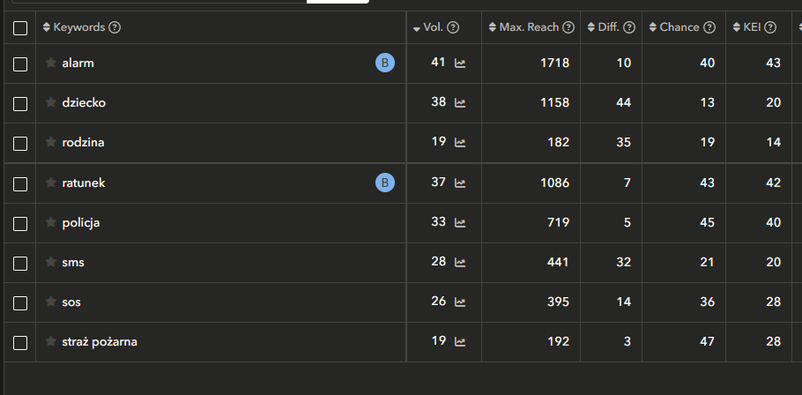 Keywords ? Vol. ? Max. Reach ? Diff. ? Chance ? KEI ?
alarm B 41 1718 10 40 43
dziecko 38 1158 44 13 20
rodzina 19 182 35 19 14
ratunek B 37 1086 7 43 42
policja 33 719 5 45 40
sms 28 441 32 21 20
sos 26 395 14 36 28
straż pożarna 19 192 3 47 28